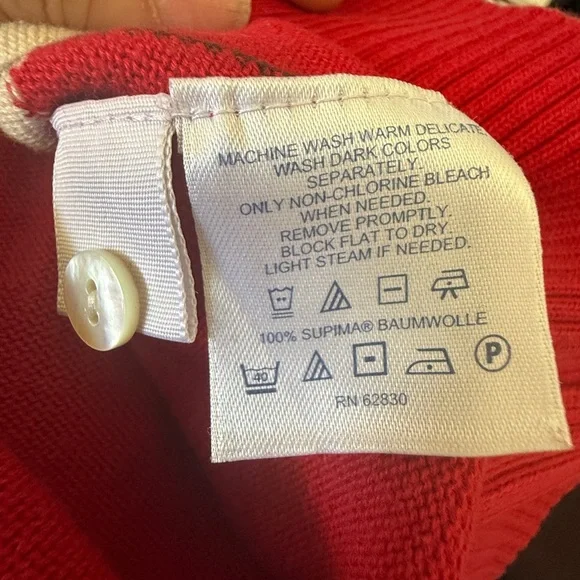 MACHINE WASH WARM DELICATE
WASH DARK COLORS
SEPARATELY.
ONLY NON-CHLORINE BLEACH
WHEN NEEDED.
REMOVE PROMPTLY.
BLOCK FLAT TO DRY.
LIGHT STEAM IF NEEDED.
100% SUPIMA® BAUMWOLLE
40 P
RN 62830